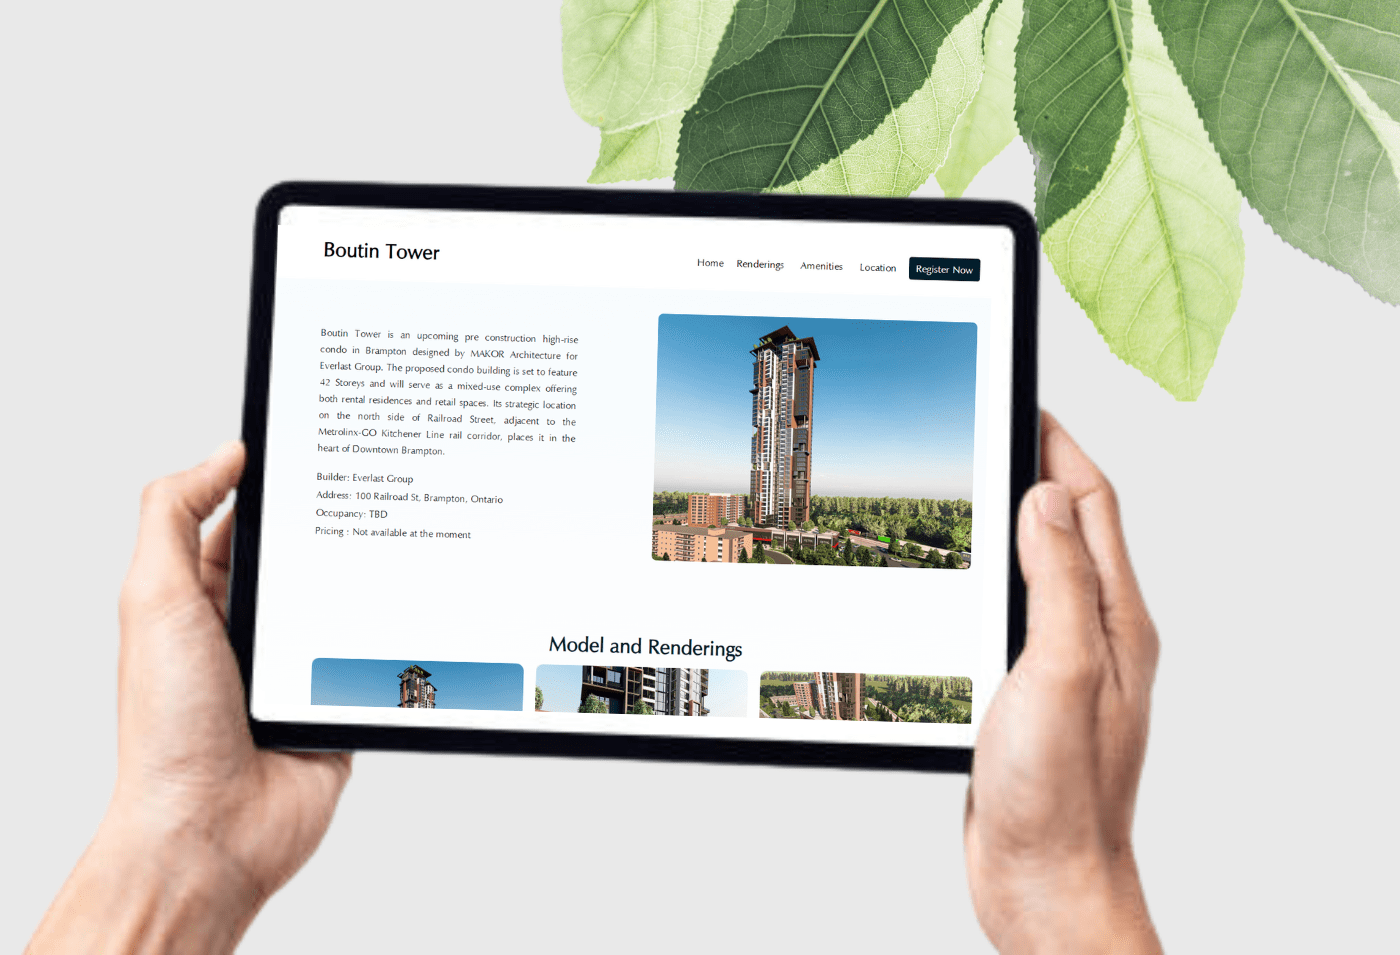 Boutin Tower
Home Renderings Amenities Location Register Now
Boutin Tower is an upcoming pre construction high-rise
condo in Brampton designed by MAKOR Architecture for
Everlast Group. The proposed condo building is set to feature
42 Storeys and will serve as a mixed-use complex offering
both rental residences and retail spaces. Its strategic location
on the north side of Railroad Street, adjacent to the
Metrolinx-GO Kitchener Line rail corridor, places it in the
heart of Downtown Brampton.
Builder: Everlast Group
Address: 100 Railroad St, Brampton, Ontario
Occupancy: TBD
Pricing : Not available at the moment
Model and Renderings